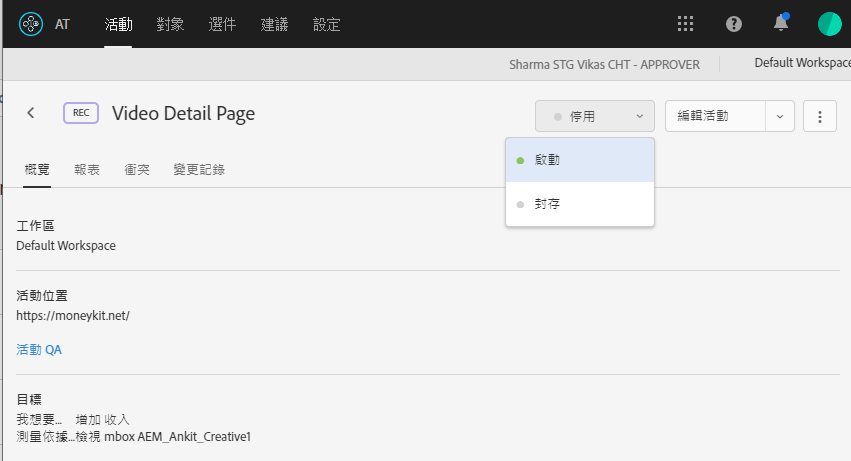 AT 活動 對象 選件 建議 設定
Sharma STG Vikas CHT - APPROVER Default Workspace
REC Video Detail Page 停用 編輯活動
啟動
封存
概覽 報表 衝突 變更記錄
工作區
Default Workspace
活動位置
https://moneykit.net/
活動 QA
目標
我想要... 增加 收入
測量依據...檢視 mbox AEM_Ankit_Creative1